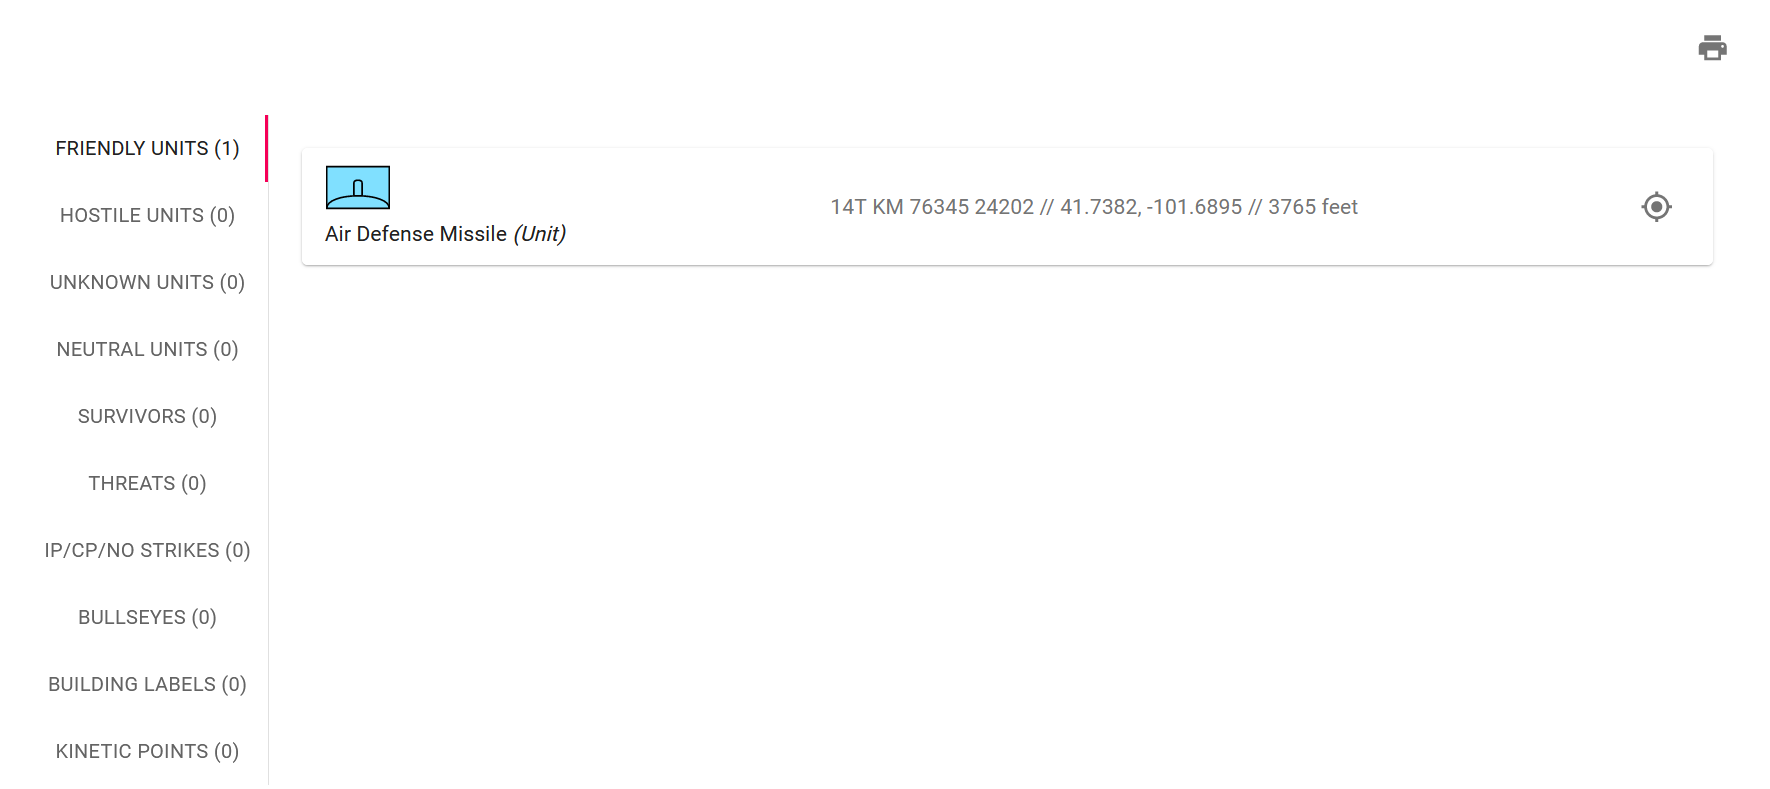 FRIENDLY UNITS (1)
HOSTILE UNITS (0)
UNKNOWN UNITS (0)
NEUTRAL UNITS (0)
SURVIVORS (0)
THREATS (0)
IP/CP/NO STRIKES (0)
BULLSEYES (0)
BUILDING LABELS (0)
KINETIC POINTS (0)
Air Defense Missile (Unit)
14T KM 76345 24202 // 41.7382, -101.6895 // 3765 feet